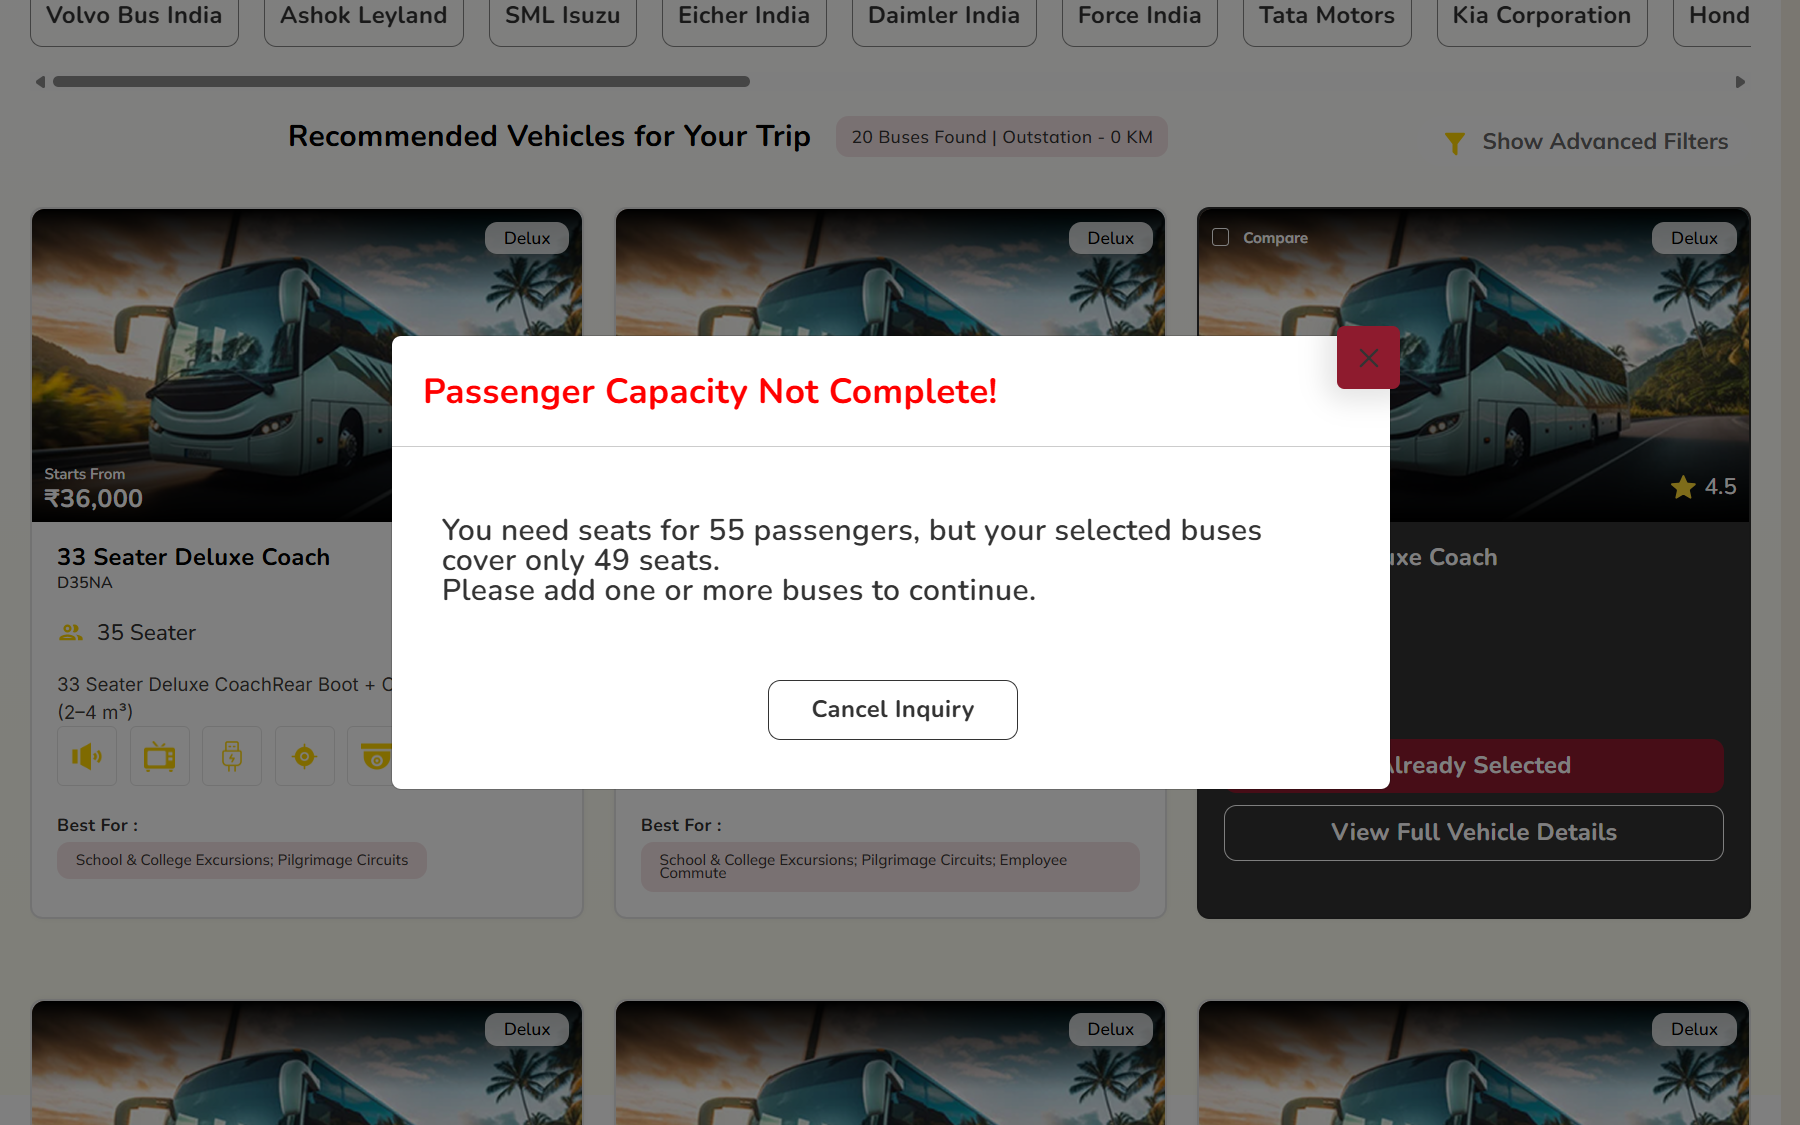 Volvo Bus India
Ashok Leyland
SML Isuzu
Eicher India
Daimler India
Force India
Tata Motors
Kia Corporation
Hond
Recommended Vehicles for Your Trip
20 Buses Found | Outstation - 0 KM
Show Advanced Filters
Delux
Delux
Compare
Delux
Starts From
₹36,000
4.5
Passenger Capacity Not Complete!
You need seats for 55 passengers, but your selected buses
cover only 49 seats.
Please add one or more buses to continue.
Cancel Inquiry
33 Seater Deluxe Coach
D35NA
35 Seater
33 Seater Deluxe CoachRear Boot +
(2–4 m³)
Best For :
School & College Excursions; Pilgrimage Circuits
Best For :
School & College Excursions; Pilgrimage Circuits; Employee
Commute
uxe Coach
Already Selected
View Full Vehicle Details
Delux
Delux
Delux